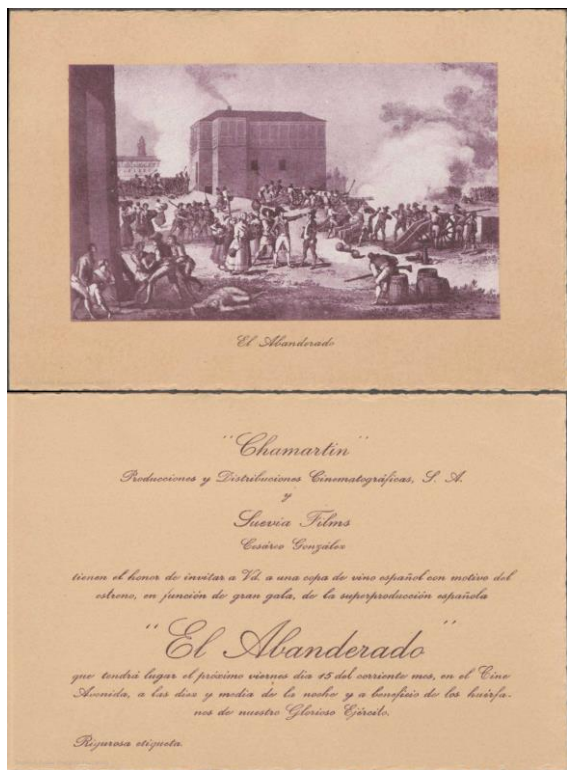 El Abanderado
"Chamartin"
Producciones y Distribuciones Cinematográficas, S. A.
y
Suevia Films
Cesáreo González
tienen el honor de invitar a Vd. a una copa de vino español con motivo del
estreno, en función de gran gala, de la superproducción española
"El Abanderado"
que tendrá lugar el próximo viernes dia 15 del corriente mes, en el Cine
Avenida, a las diez y media de la noche y a beneficio de los huérfa-
nos de nuestro Glorioso Ejército.
Rigurosa etiqueta.